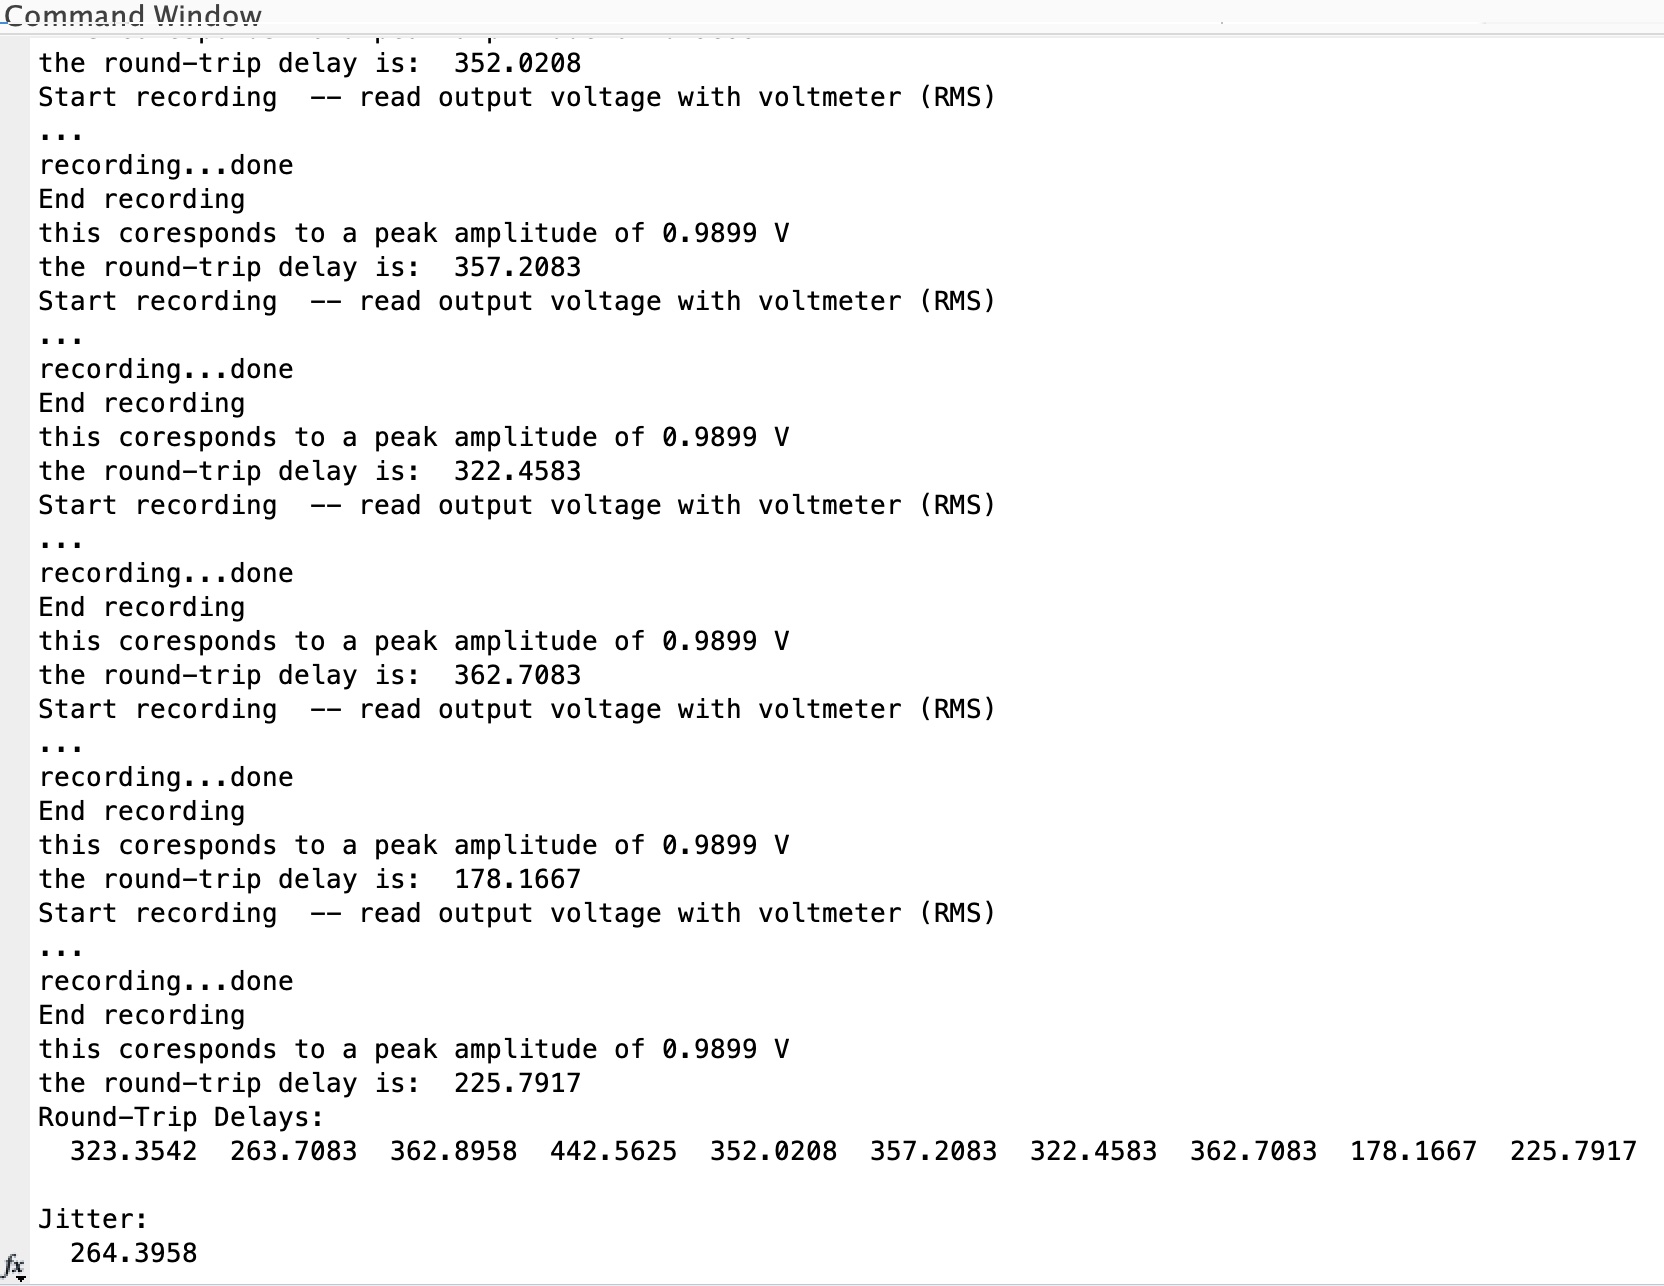 Command Window
the round-trip delay is:  352.0208
Start recording  -- read output voltage with voltmeter (RMS)
...
recording...done
End recording
this coresponds to a peak amplitude of 0.9899 V
the round-trip delay is:  357.2083
Start recording  -- read output voltage with voltmeter (RMS)
...
recording...done
End recording
this coresponds to a peak amplitude of 0.9899 V
the round-trip delay is:  322.4583
Start recording  -- read output voltage with voltmeter (RMS)
...
recording...done
End recording
this coresponds to a peak amplitude of 0.9899 V
the round-trip delay is:  362.7083
Start recording  -- read output voltage with voltmeter (RMS)
...
recording...done
End recording
this coresponds to a peak amplitude of 0.9899 V
the round-trip delay is:  178.1667
Start recording  -- read output voltage with voltmeter (RMS)
...
recording...done
End recording
this coresponds to a peak amplitude of 0.9899 V
the round-trip delay is:  225.7917
Round-Trip Delays:
323.3542  263.7083  362.8958  442.5625  352.0208  357.2083  322.4583  362.7083  178.1667  225.7917
Jitter:
264.3958
fx